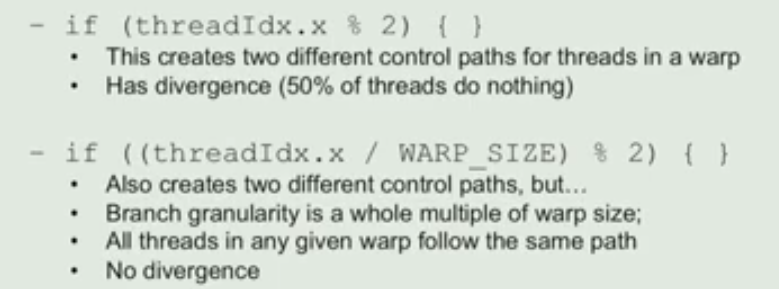 – if (threadIdx.x % 2) { }
• This creates two different control paths for threads in a warp
• Has divergence (50% of threads do nothing)
– if ((threadIdx.x / WARP_SIZE) % 2) { }
• Also creates two different control paths, but...
• Branch granularity is a whole multiple of warp size;
• All threads in any given warp follow the same path
• No divergence